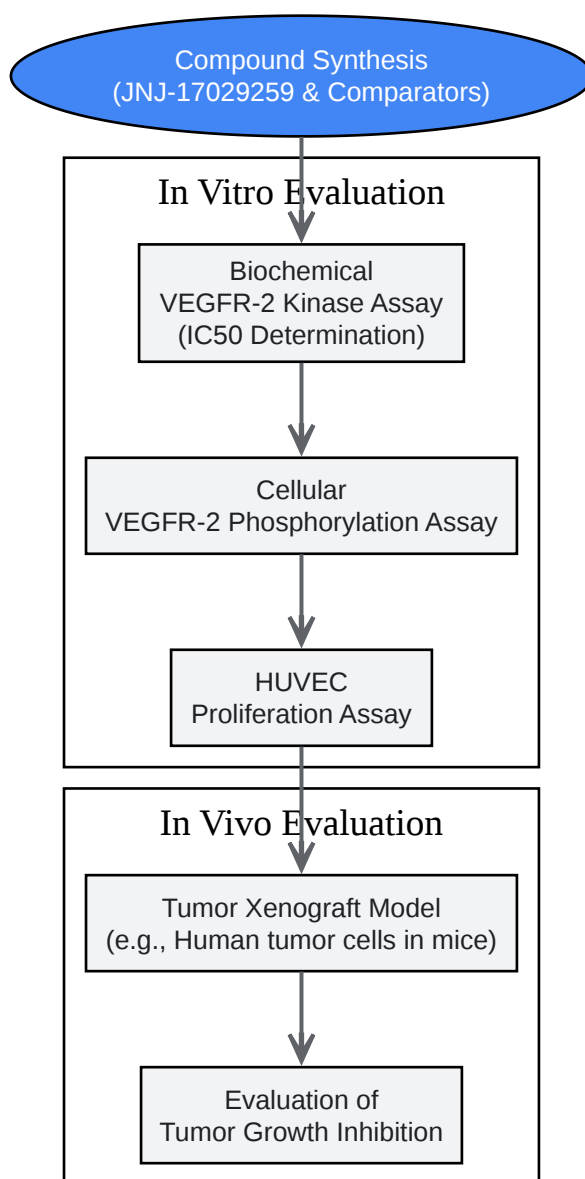 Compound Synthesis
(JNJ-17029259 & Comparators)
In Vitro Evaluation
Biochemical
VEGFR-2 Kinase Assay
(IC50 Determination)
Cellular
VEGFR-2 Phosphorylation Assay
HUVEC
Proliferation Assay
In Vivo Evaluation
Tumor Xenograft Model
(e.g., Human tumor cells in mice)
Evaluation of
Tumor Growth Inhibition